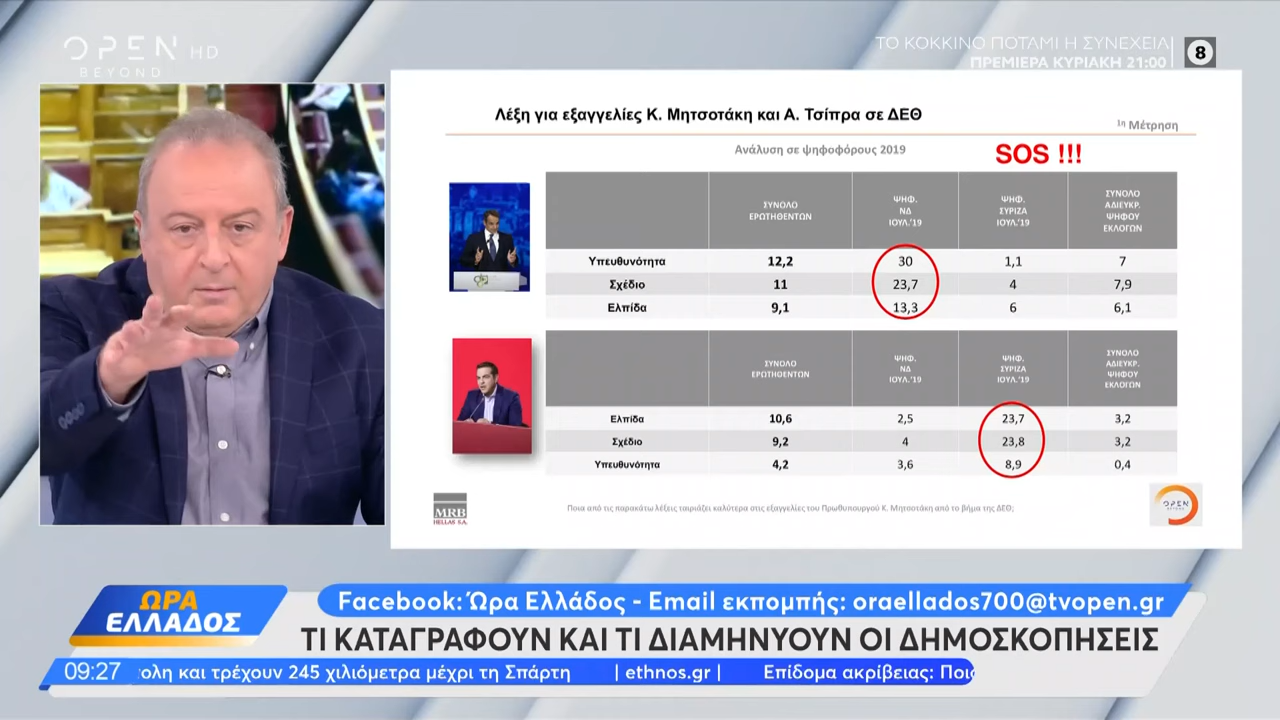 OPEN HD
BEYOND
ΤΟ ΚΟΚΚΙΝΟ ΠΟΤΑΜΙ Η ΣΥΝΕΧΕΙΑ
ΠΡΕΜΙΕΡΑ ΚΥΡΙΑΚΗ 21:00
8
Λέξη για εξαγγελίες Κ. Μητσοτάκη και Α. Τσίπρα σε ΔΕΘ
1η Μέτρηση
Ανάλυση σε ψηφοφόρους 2019
SOS !!!
ΣΥΝΟΛΟ ΕΡΩΤΗΘΕΝΤΩΝ ΨΗΦ. ΝΔ ΙΟΥΛ.'19 ΨΗΦ. ΣΥΡΙΖΑ ΙΟΥΛ.'19 ΣΥΝΟΛΟ ΑΔΙΕΥΚΡ. ΨΗΦΟΥ ΕΚΛΟΓΩΝ
Υπευθυνότητα 12,2 30 1,1 7
Σχέδιο 11 23,7 4 7,9
Ελπίδα 9,1 13,3 6 6,1
ΣΥΝΟΛΟ ΕΡΩΤΗΘΕΝΤΩΝ ΨΗΦ. ΝΔ ΙΟΥΛ.'19 ΨΗΦ. ΣΥΡΙΖΑ ΙΟΥΛ.'19 ΣΥΝΟΛΟ ΑΔΙΕΥΚΡ. ΨΗΦΟΥ ΕΚΛΟΓΩΝ
Ελπίδα 10,6 2,5 23,7 3,2
Σχέδιο 9,2 4 23,8 3,2
Υπευθυνότητα 4,2 3,6 8,9 0,4
MRB
HELLAS S.A.
Ποια από τις παρακάτω λέξεις ταιριάζει καλύτερα στις εξαγγελίες του Πρωθυπουργού Κ. Μητσοτάκη από το βήμα της ΔΕΘ;
OPEN
BEYOND
ΩΡΑ
ΕΛΛΑΔΟΣ
Facebook: Ώρα Ελλάδος - Email εκπομπής: oraellados700@tvopen.gr
ΤΙ ΚΑΤΑΓΡΑΦΟΥΝ ΚΑΙ ΤΙ ΔΙΑΜΗΝΥΟΥΝ ΟΙ ΔΗΜΟΣΚΟΠΗΣΕΙΣ
09:27 όλη και τρέχουν 245 χιλιόμετρα μέχρι τη Σπάρτη | ethnos.gr | Επίδομα ακρίβειας: Ποιο